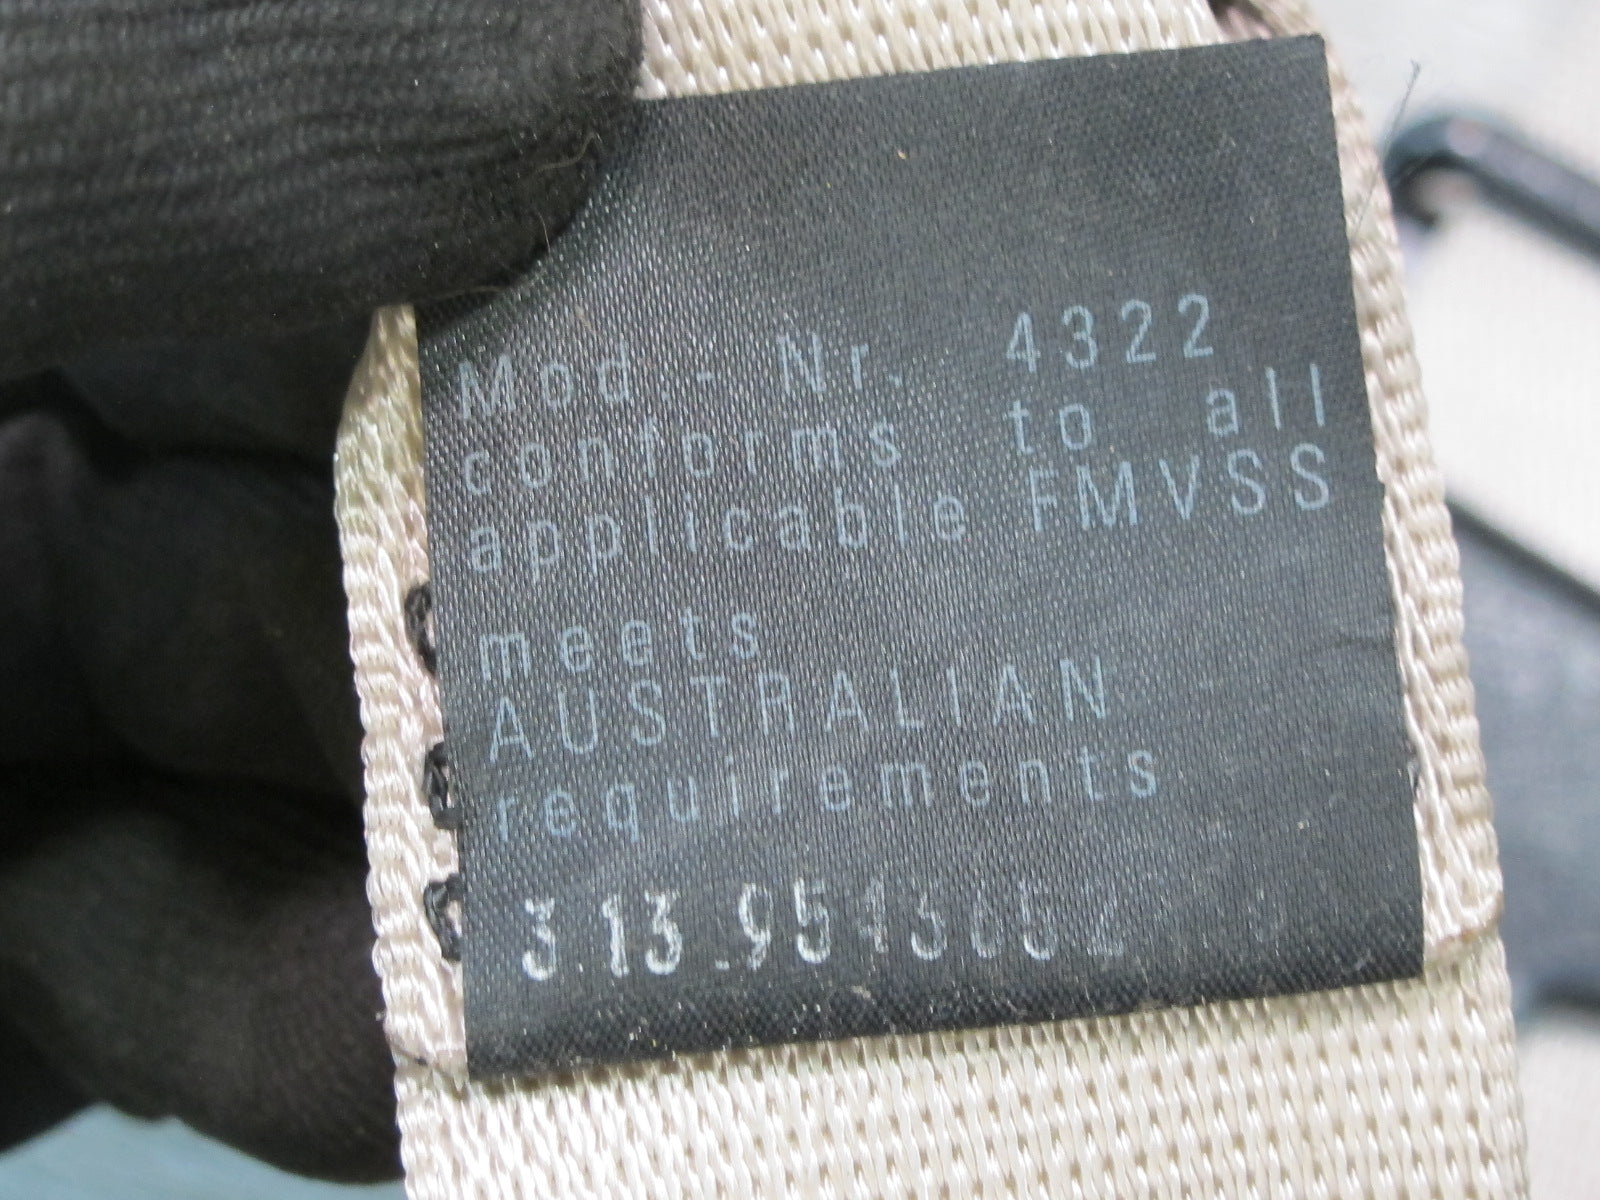 Mod.- Nr. 4322
conforms to all
applicable FMVSS
meets
AUSTRALIAN
requirements